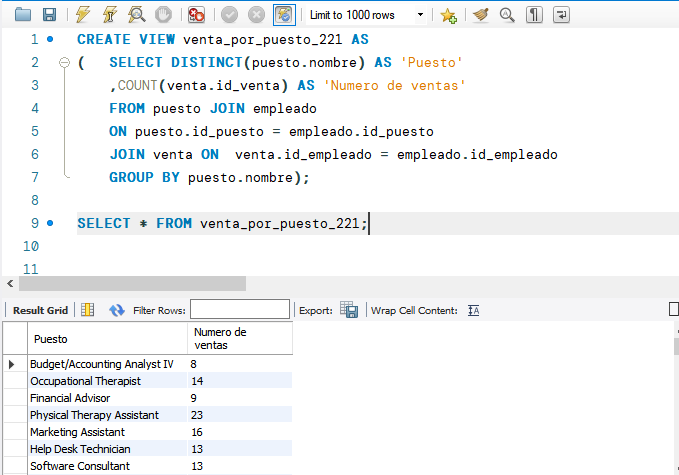 Limit to 1000 rows
1 CREATE VIEW venta_por_puesto_221 AS
2 ( SELECT DISTINCT(puesto.nombre) AS 'Puesto'
3 ,COUNT(venta.id_venta) AS 'Numero de ventas'
4 FROM puesto JOIN empleado
5 ON puesto.id_puesto = empleado.id_puesto
6 JOIN venta ON venta.id_empleado = empleado.id_empleado
7 GROUP BY puesto.nombre);
8
9 SELECT * FROM venta_por_puesto_221;
10
11
Result Grid Filter Rows: Export: Wrap Cell Content:
Puesto Numero de
ventas
Budget/Accounting Analyst IV 8
Occupational Therapist 14
Financial Advisor 9
Physical Therapy Assistant 23
Marketing Assistant 16
Help Desk Technician 13
Software Consultant 13